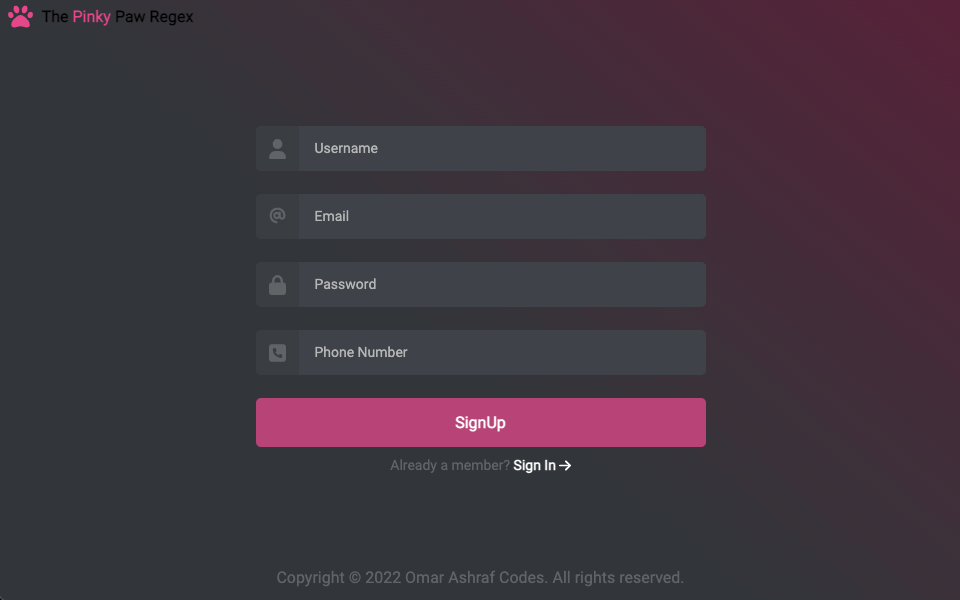 The Pinky Paw Regex
Username
@ Email
Password
Phone Number
SignUp
Already a member? Sign In →
Copyright © 2022 Omar Ashraf Codes. All rights reserved.